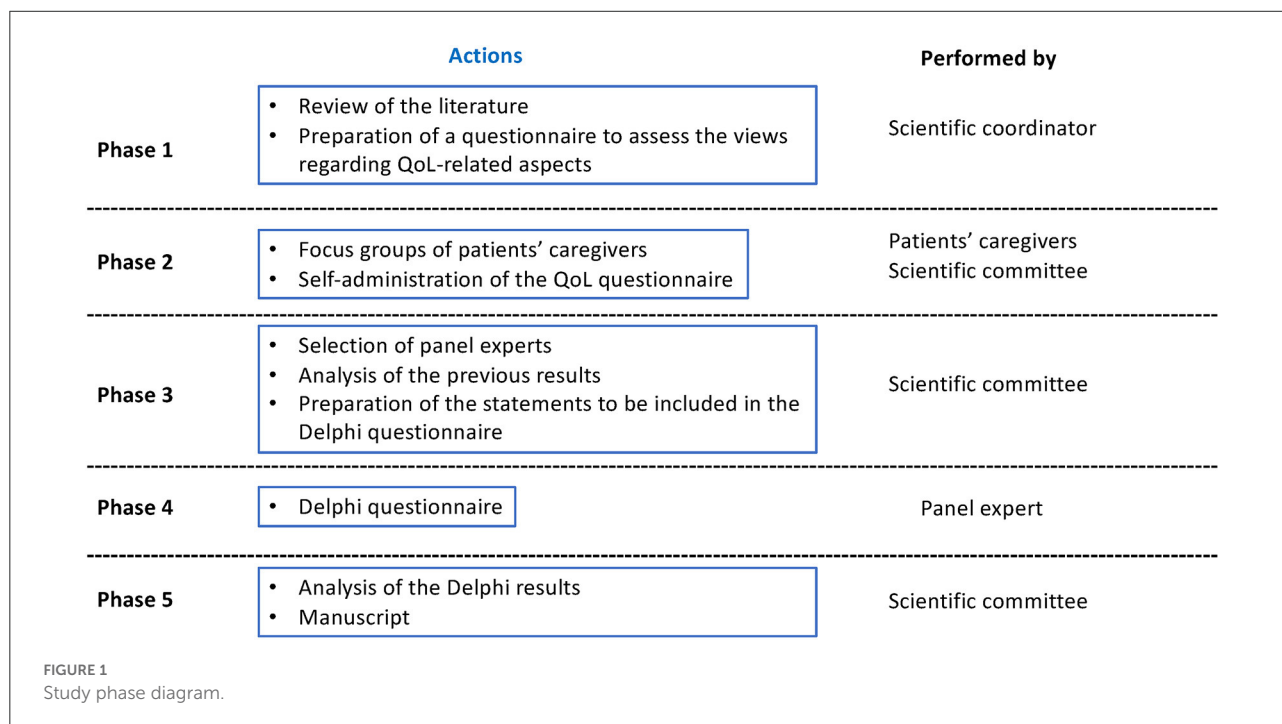 Actions
Performed by
Phase 1
• Review of the literature
• Preparation of a questionnaire to assess the views
regarding QoL-related aspects
Scientific coordinator
Phase 2
• Focus groups of patients’ caregivers
• Self-administration of the QoL questionnaire
Patients’ caregivers
Scientific committee
Phase 3
• Selection of panel experts
• Analysis of the previous results
• Preparation of the statements to be included in the
Delphi questionnaire
Scientific committee
Phase 4
• Delphi questionnaire
Panel expert
Phase 5
• Analysis of the Delphi results
• Manuscript
Scientific committee
FIGURE 1
Study phase diagram.